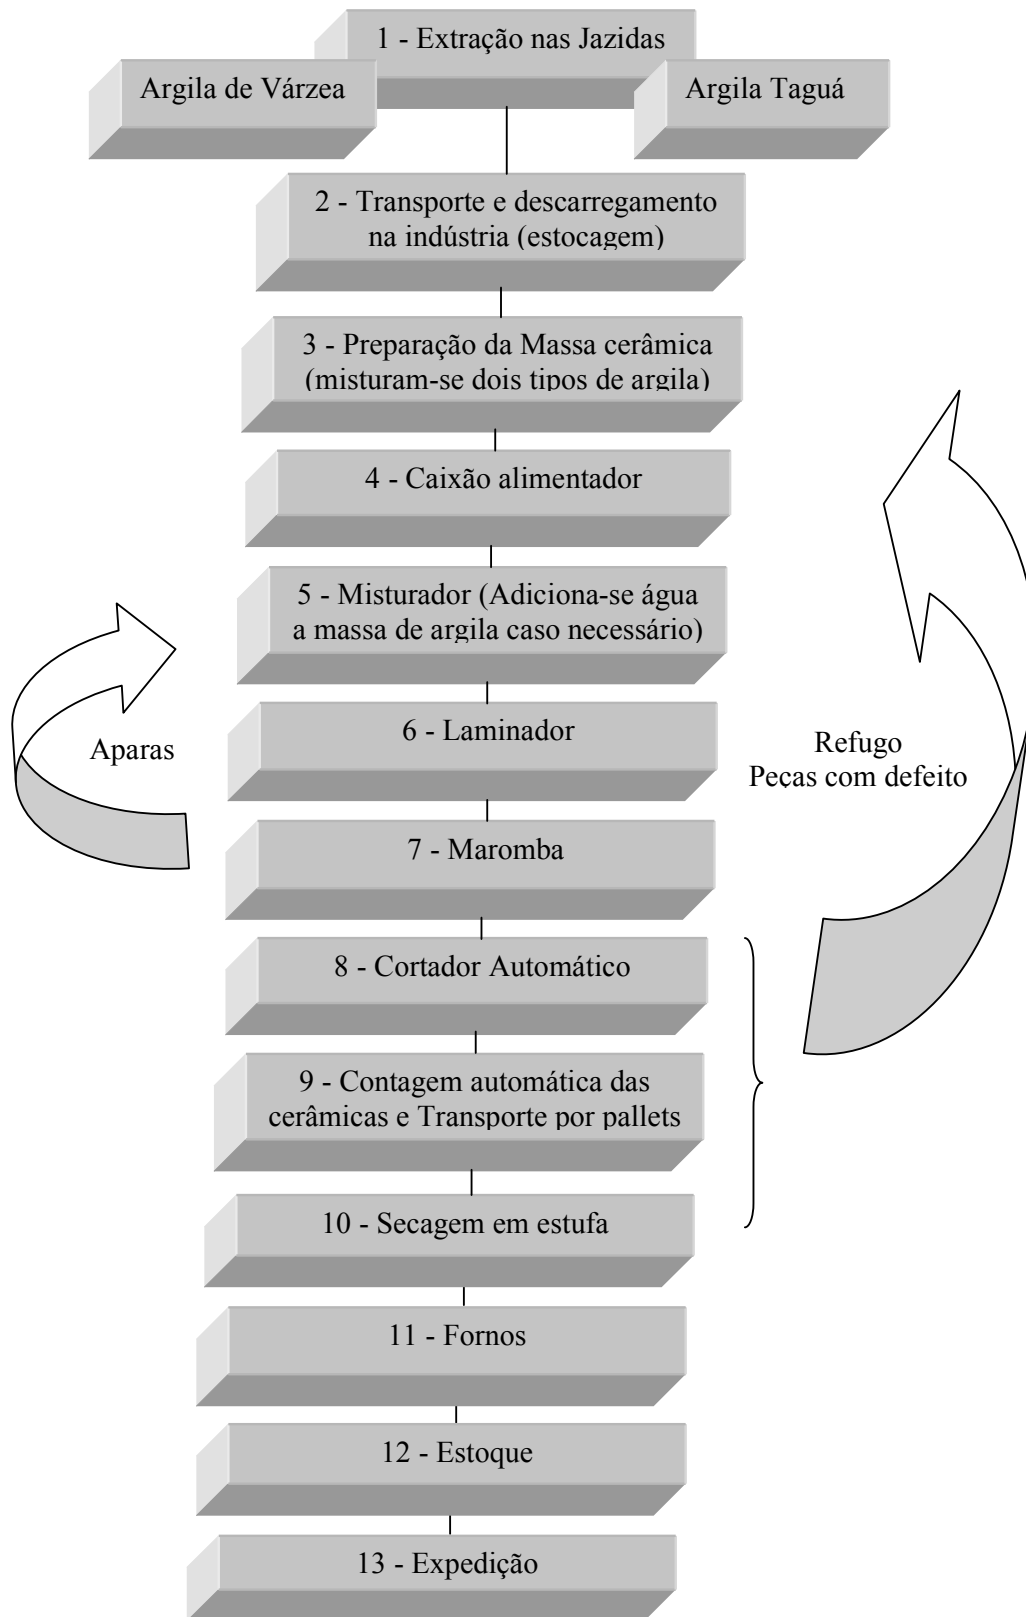 1 - Extração nas Jazidas
Argila de Várzea
Argila Taguá
2 - Transporte e descarregamento
na indústria (estocagem)
3 - Preparação da Massa cerâmica
(misturam-se dois tipos de argila)
4 - Caixão alimentador
5 - Misturador (Adiciona-se água
a massa de argila caso necessário)
6 - Laminador
Aparas
Refugo
Peças com defeito
7 - Maromba
8 - Cortador Automático
9 - Contagem automática das
cerâmicas e Transporte por pallets
10 - Secagem em estufa
11 - Fornos
12 - Estoque
13 - Expedição